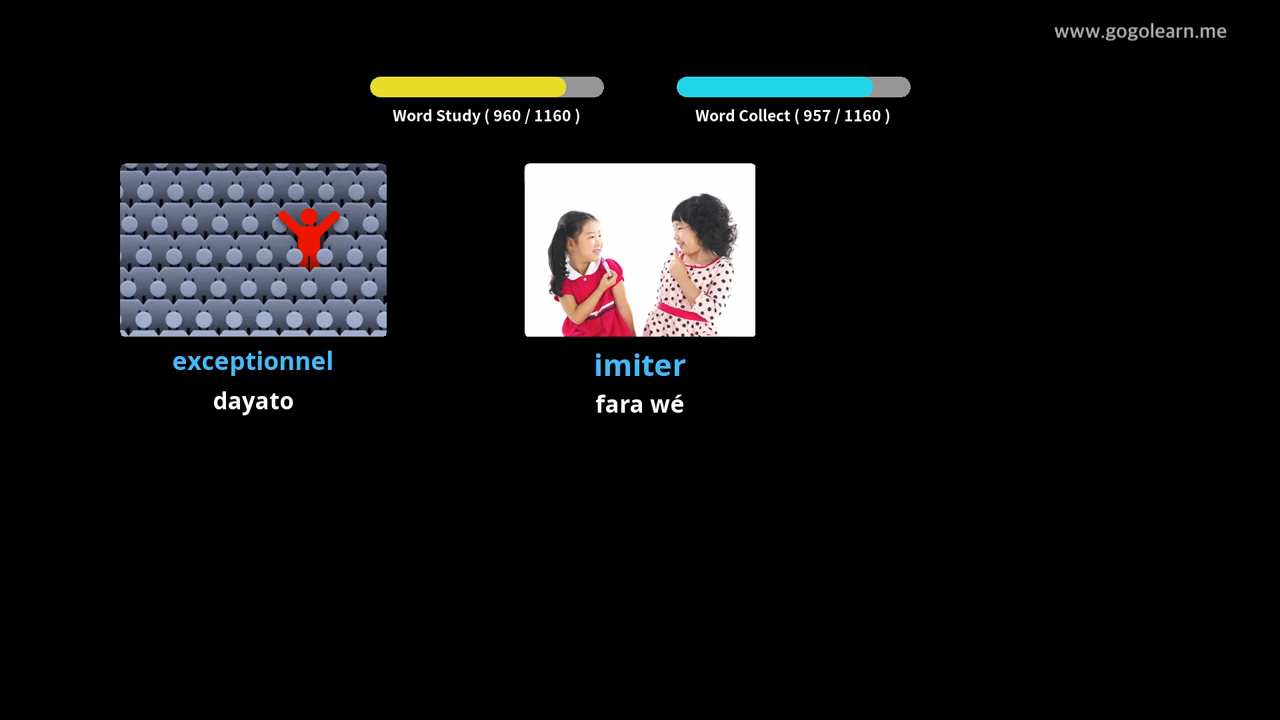 www.gogolearn.me
Word Study ( 960 / 1160 )
Word Collect ( 957 / 1160 )
exceptionnel
dayato
imiter
fara wé